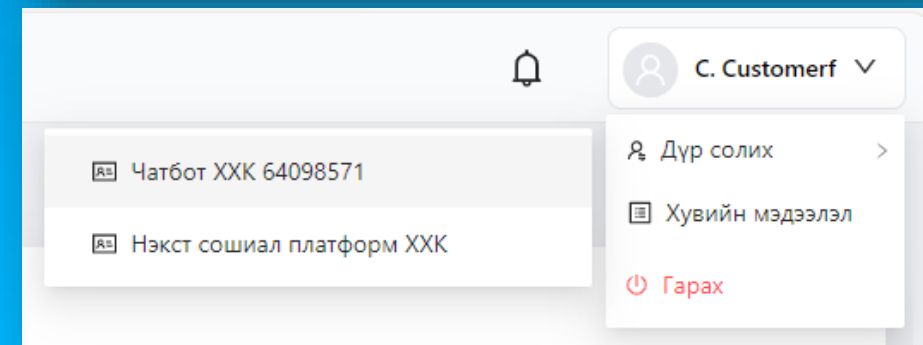 C. Customerf
Дүр солих
Хувийн мэдээлэл
Гарах
Чатбот ХХК 64098571
Нэкст сошиал платформ ХХК